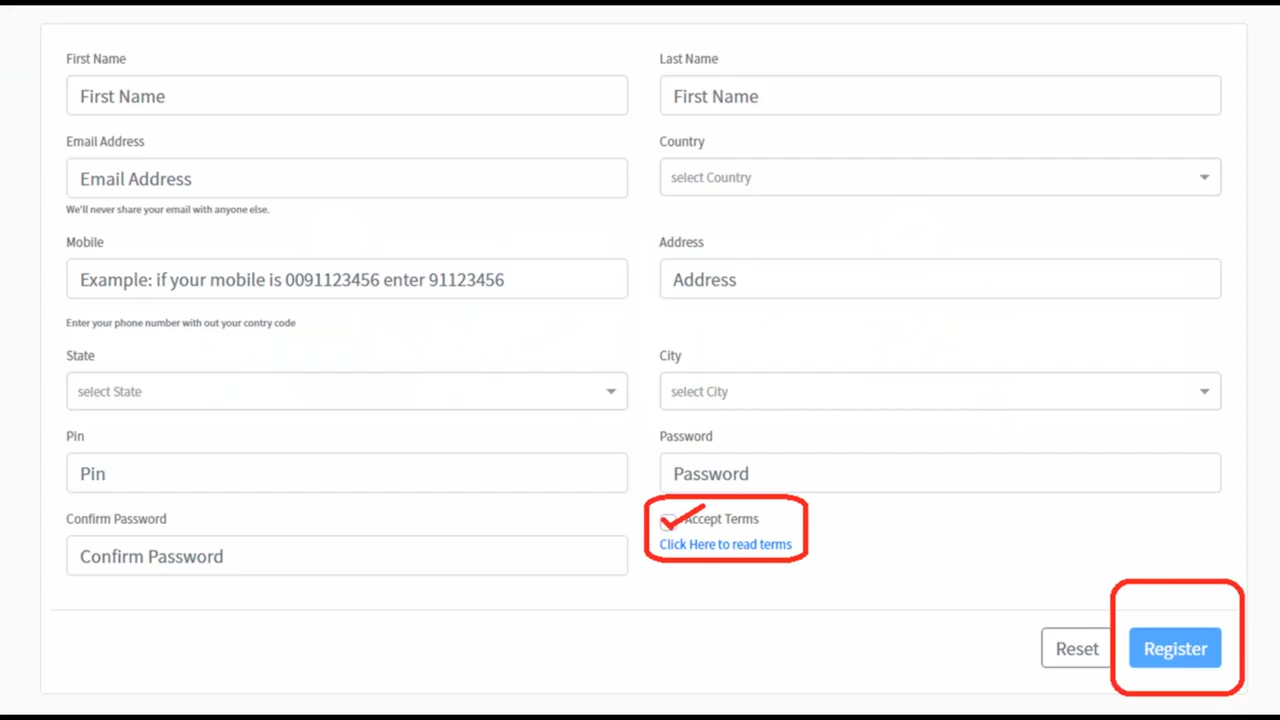 First Name
Last Name
First Name
First Name
Email Address
Country
Email Address
select Country
We'll never share your email with anyone else.
Mobile
Address
Example: if your mobile is 0091123456 enter 91123456
Address
Enter your phone number with out your contry code
State
City
select State
select City
Pin
Password
Pin
Password
Confirm Password
Accept Terms
Click Here to read terms
Confirm Password
Reset
Register